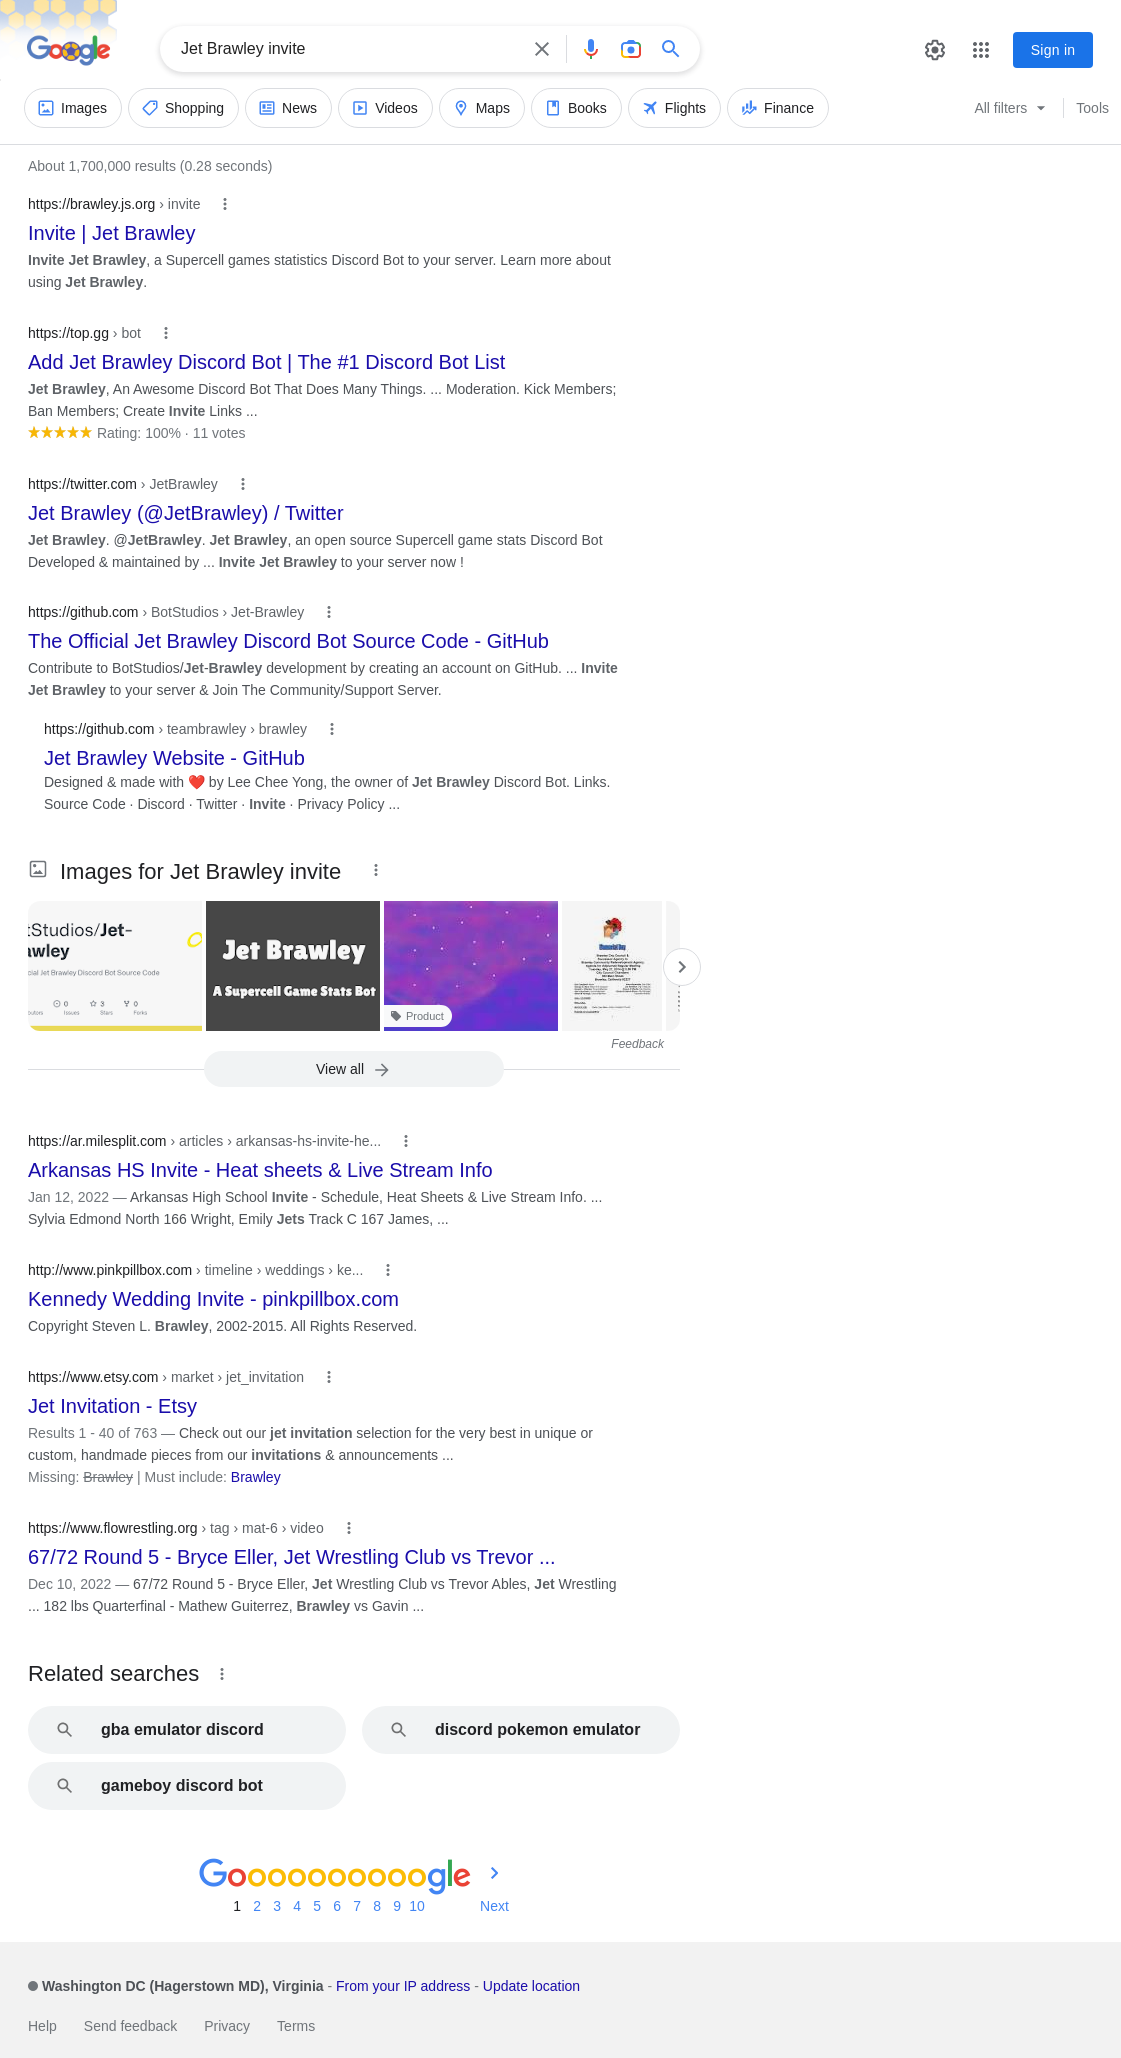 Google
Jet Brawley invite
Sign in
Images
Shopping
News
Videos
Maps
Books
Flights
Finance
All filters
Tools
About 1,700,000 results (0.28 seconds)
https://brawley.js.org › invite
Invite | Jet Brawley
Invite Jet Brawley, a Supercell games statistics Discord Bot to your server. Learn more about
using Jet Brawley.
https://top.gg › bot
Add Jet Brawley Discord Bot | The #1 Discord Bot List
Jet Brawley, An Awesome Discord Bot That Does Many Things. ... Moderation. Kick Members;
Ban Members; Create Invite Links ...
Rating: 100% · 11 votes
https://twitter.com › JetBrawley
Jet Brawley (@JetBrawley) / Twitter
Jet Brawley. @JetBrawley. Jet Brawley, an open source Supercell game stats Discord Bot
Developed & maintained by ... Invite Jet Brawley to your server now !
https://github.com › BotStudios › Jet-Brawley
The Official Jet Brawley Discord Bot Source Code - GitHub
Contribute to BotStudios/Jet-Brawley development by creating an account on GitHub. ... Invite
Jet Brawley to your server & Join The Community/Support Server.
https://github.com › teambrawley › brawley
Jet Brawley Website - GitHub
Designed & made with ❤️ by Lee Chee Yong, the owner of Jet Brawley Discord Bot. Links.
Source Code · Discord · Twitter · Invite · Privacy Policy ...
Images for Jet Brawley invite
tStudios/Jet-
awley
cial Jet Brawley Discord Bot Source Code
0
3
0
Issues
Stars
Forks
Jet Brawley
A Supercell Game Stats Bot
Product
Memorial Day
Feedback
View all
https://ar.milesplit.com › articles › arkansas-hs-invite-he...
Arkansas HS Invite - Heat sheets & Live Stream Info
Jan 12, 2022 — Arkansas High School Invite - Schedule, Heat Sheets & Live Stream Info. ...
Sylvia Edmond North 166 Wright, Emily Jets Track C 167 James, ...
http://www.pinkpillbox.com › timeline › weddings › ke...
Kennedy Wedding Invite - pinkpillbox.com
Copyright Steven L. Brawley, 2002-2015. All Rights Reserved.
https://www.etsy.com › market › jet_invitation
Jet Invitation - Etsy
Results 1 - 40 of 763 — Check out our jet invitation selection for the very best in unique or
custom, handmade pieces from our invitations & announcements ...
Missing: Brawley | Must include: Brawley
https://www.flowrestling.org › tag › mat-6 › video
67/72 Round 5 - Bryce Eller, Jet Wrestling Club vs Trevor ...
Dec 10, 2022 — 67/72 Round 5 - Bryce Eller, Jet Wrestling Club vs Trevor Ables, Jet Wrestling
... 182 lbs Quarterfinal - Mathew Guiterrez, Brawley vs Gavin ...
Related searches
gba emulator discord
discord pokemon emulator
gameboy discord bot
Goooooooooogle
1 2 3 4 5 6 7 8 9 10 Next
Washington DC (Hagerstown MD), Virginia - From your IP address - Update location
Help Send feedback Privacy Terms